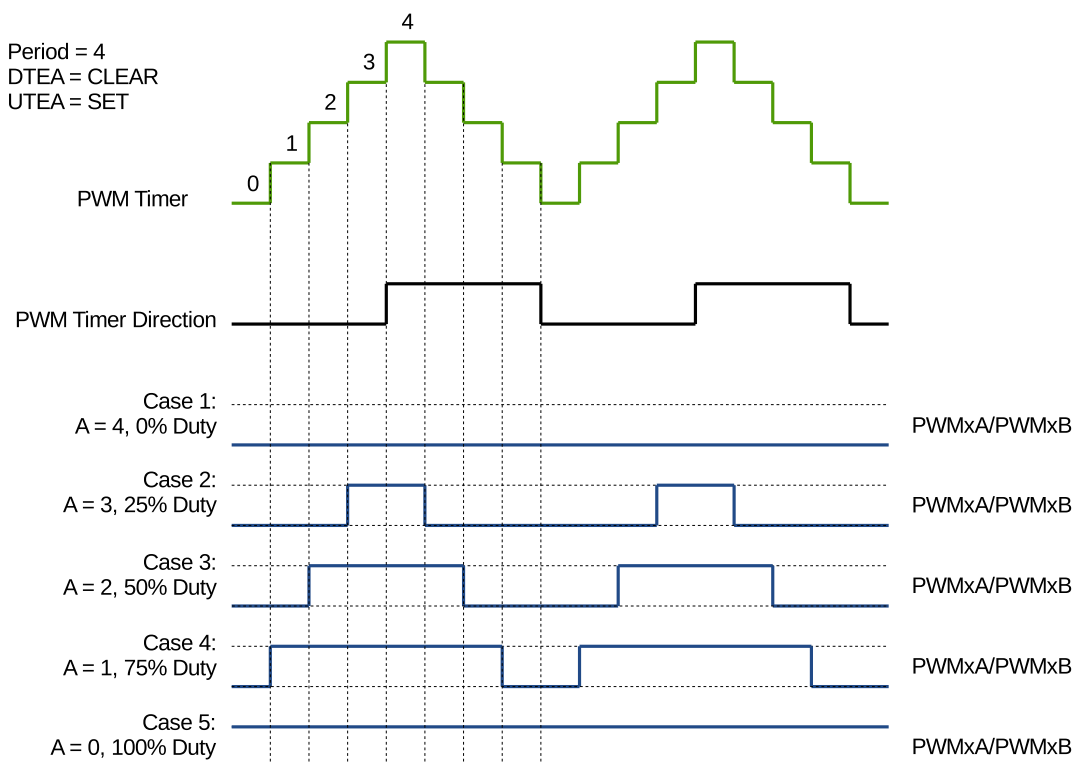 4
Period = 4
DTEA = CLEAR
UTEA = SET
3
2
1
0
PWM Timer
PWM Timer Direction
Case 1:
A = 4, 0% Duty
PWMxA/PWMxB
Case 2:
A = 3, 25% Duty
PWMxA/PWMxB
Case 3:
A = 2, 50% Duty
PWMxA/PWMxB
Case 4:
A = 1, 75% Duty
PWMxA/PWMxB
Case 5:
A = 0, 100% Duty
PWMxA/PWMxB